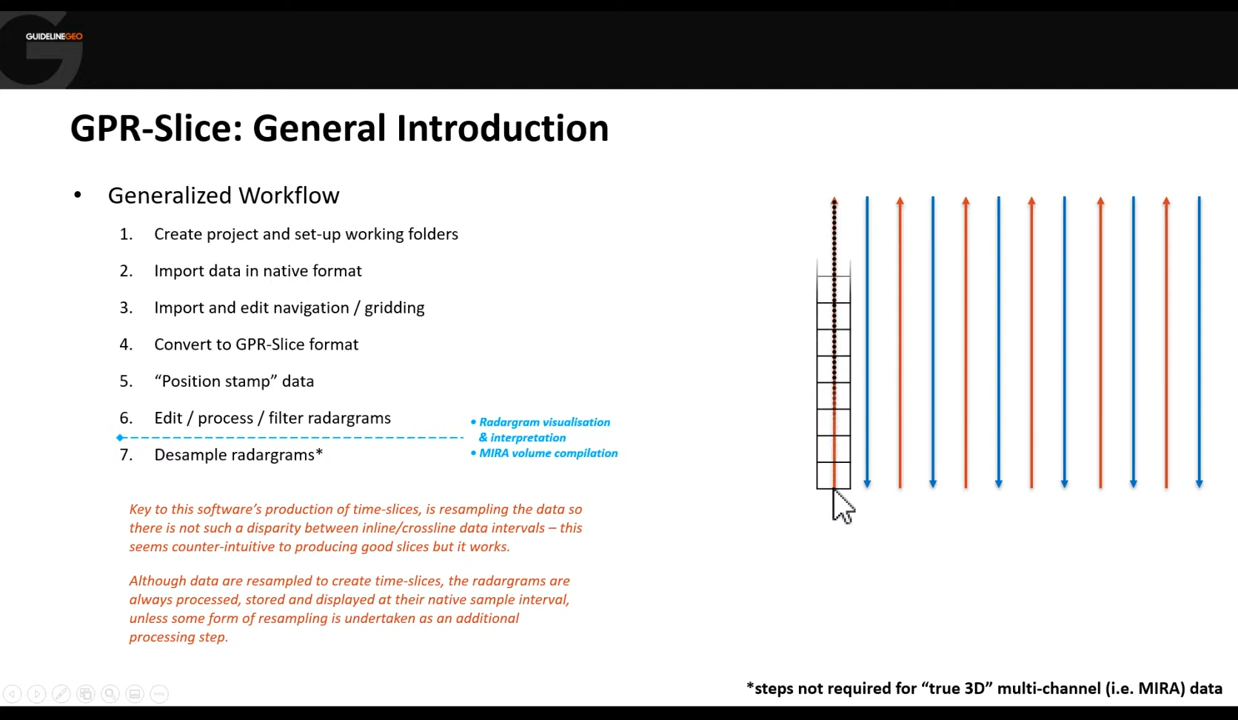 GUIDELINEGEO
GPR-Slice: General Introduction
• Generalized Workflow
1. Create project and set-up working folders
2. Import data in native format
3. Import and edit navigation / gridding
4. Convert to GPR-Slice format
5. “Position stamp” data
6. Edit / process / filter radargrams
7. Desample radargrams*
• Radargram visualisation
& interpretation
• MIRA volume compilation
Key to this software’s production of time-slices, is resampling the data so
there is not such a disparity between inline/crossline data intervals – this
seems counter-intuitive to producing good slices but it works.
Although data are resampled to create time-slices, the radargrams are
always processed, stored and displayed at their native sample interval,
unless some form of resampling is undertaken as an additional
processing step.
*steps not required for “true 3D” multi-channel (i.e. MIRA) data